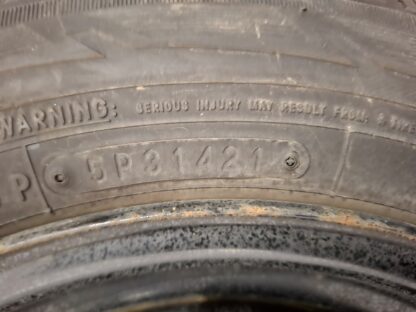 WARNING: SERIOUS INJURY MAY RESULT FROM:
P 5P31421